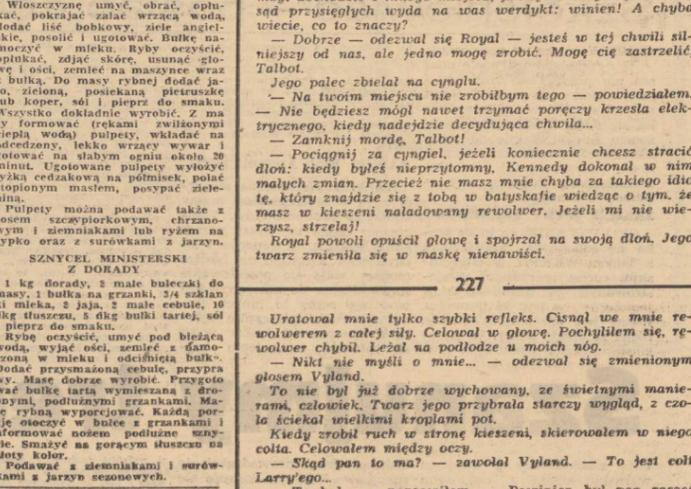 Włoszczyznę umyć, obrać, opłu-
kać, pokrajać zalać wrzącą wodą,
dodać liść bobkowy, ziele angiel-
skie, posolić i ugotować. Bułkę na-
moczyć w mleku. Ryby oczyścić,
opłukać, zdjąć skórę, usunąć gło-
wę i ości, zemleć na maszynce wraz
z bułką. Do masy rybnej dodać ja-
jo, zieloną, posiekaną pietruszkę
lub koper, sól i pieprz do smaku.
Wszystko dokładnie wyrobić. Z ma
sy formować (rękami zwilżonymi
ciepłą wodą) pulpety, wkładać na
odcedzony, lekko wrzący wywar i
gotować na słabym ogniu około 20
minut. Ugotowane pulpety wyłożyć
łyżką cedzakową na półmisek, polać
stopionym masłem, posypać ziele-
niną.
Pulpety można podawać także z
sosem szczypiorkowym, chrzano-
wym i ziemniakami lub ryżem na
sypko oraz z surówkami z jarzyn.
SZNYCEL MINISTERSKI
Z DORADY
1 kg dorady, 2 małe bułeczki do
masy, 1 bułka na grzanki, 3/4 szklan
ki mleka, 2 jaja, 2 małe cebule, 10
dkg tłuszczu, 5 dkg bułki tartej, sól
i pieprz do smaku.
Rybę oczyścić, umyć pod bieżącą
wodą, wyjąć ości, zemleć z namo-
czoną w mleku i odciśniętą bułką.
Dodać przysmażoną cebulę, przypra
wy. Masę dobrze wyrobić. Przygoto
wać bułkę tartą wymieszaną z dro-
bnymi, podłużnymi grzankami. Ma-
sę rybną wyporcjować. Każdą por-
cję otoczyć w bułce z grzankami i
uformować nożem podłużne szny-
cle. Smażyć na gorącym tłuszczu na
złoty kolor.
Podawać z ziemniakami i surów-
kami z jarzyn sezonowych.
sąd przysięgłych wyda na was werdykt: winien! A chyba
wiecie, co to znaczy?
— Dobrze — odezwał się Royal — jesteś w tej chwili sil-
niejszy od nas, ale jedno mogę zrobić. Mogę cię zastrzelić,
Talbot.
Jego palec zbielał na cynglu.
— Na twoim miejscu nie zrobiłbym tego — powiedziałem.
— Nie będziesz mógł nawet trzymać poręczy krzesła elek-
trycznego, kiedy nadejdzie decydująca chwila...
— Zamknij mordę, Talbot!
— Pociągnij za cyngiel, jeżeli koniecznie chcesz stracić
dłoń: kiedy byłeś nieprzytomny, Kennedy dokonał w nim
małych zmian. Przecież nie masz mnie chyba za takiego idio
tę, który znajdzie się z tobą w batyskafie wiedząc o tym, że
masz w kieszeni naładowany rewolwer. Jeżeli mi nie wie-
rzysz, strzelaj!
Royal powoli opuścił głowę i spojrzał na swoją dłoń. Jego
twarz zmieniła się w maskę nienawiści.
227
Uratował mnie tylko szybki refleks. Cisnął we mnie re-
wolwerem z całej siły. Celował w głowę. Pochyliłem się, re-
wolwer chybił. Leżał na podłodze u moich nóg.
— Nikt nie myśli o mnie... — odezwał się zmienionym
głosem Vyland.
To nie był już dobrze wychowany, ze świetnymi manie-
rami, człowiek. Twarz jego przybrała starczy wygląd, z czo-
ła ściekał wielkimi kroplami pot.
Kiedy zrobił ruch w stronę kieszeni, skierowałem w niego
colta. Celowałem między oczy.
— Skąd pan to ma? — zawołał Vyland. — To jest colt
Larry'ego...